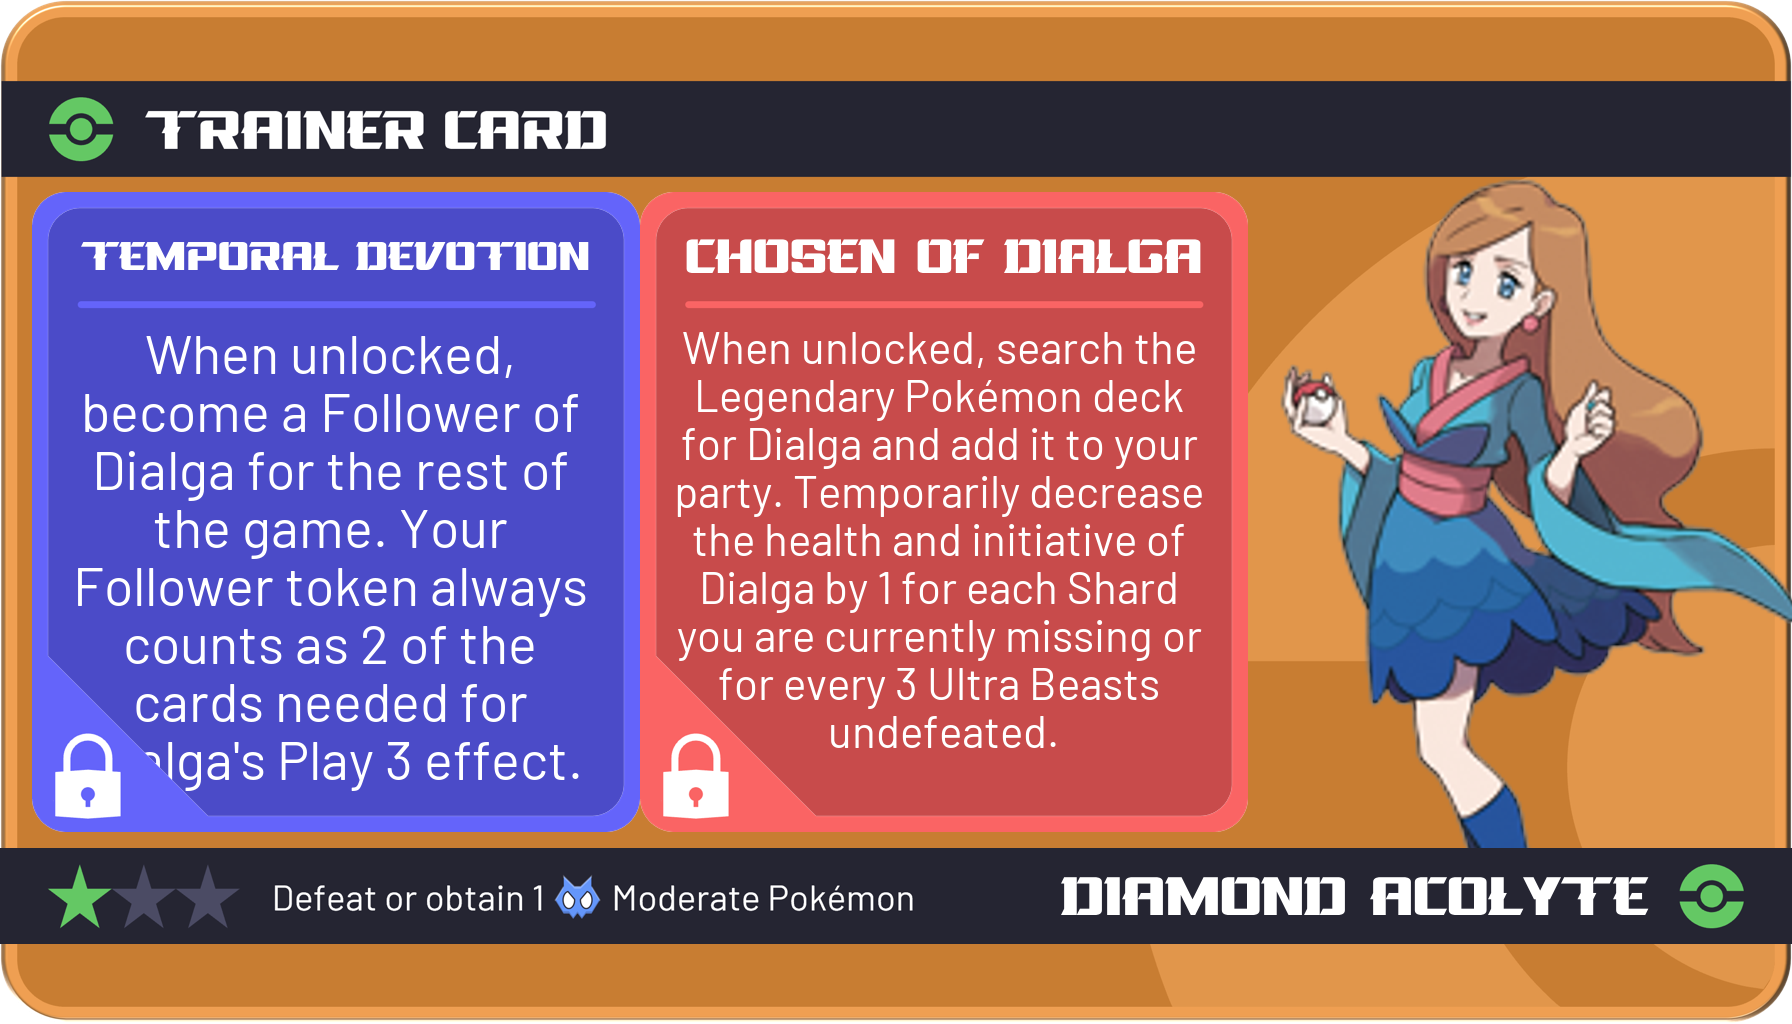 TRAINER CARD
TEMPORAL DEVOTION
When unlocked,
become a Follower of
Dialga for the rest of
the game. Your
Follower token always
counts as 2 of the
cards needed for
alga's Play 3 effect.
CHOSEN OF DIALGA
When unlocked, search the
Legendary Pokémon deck
for Dialga and add it to your
party. Temporarily decrease
the health and initiative of
Dialga by 1 for each Shard
you are currently missing or
for every 3 Ultra Beasts
undefeated.
Defeat or obtain 1 Moderate Pokémon
DIAMOND ACOLYTE